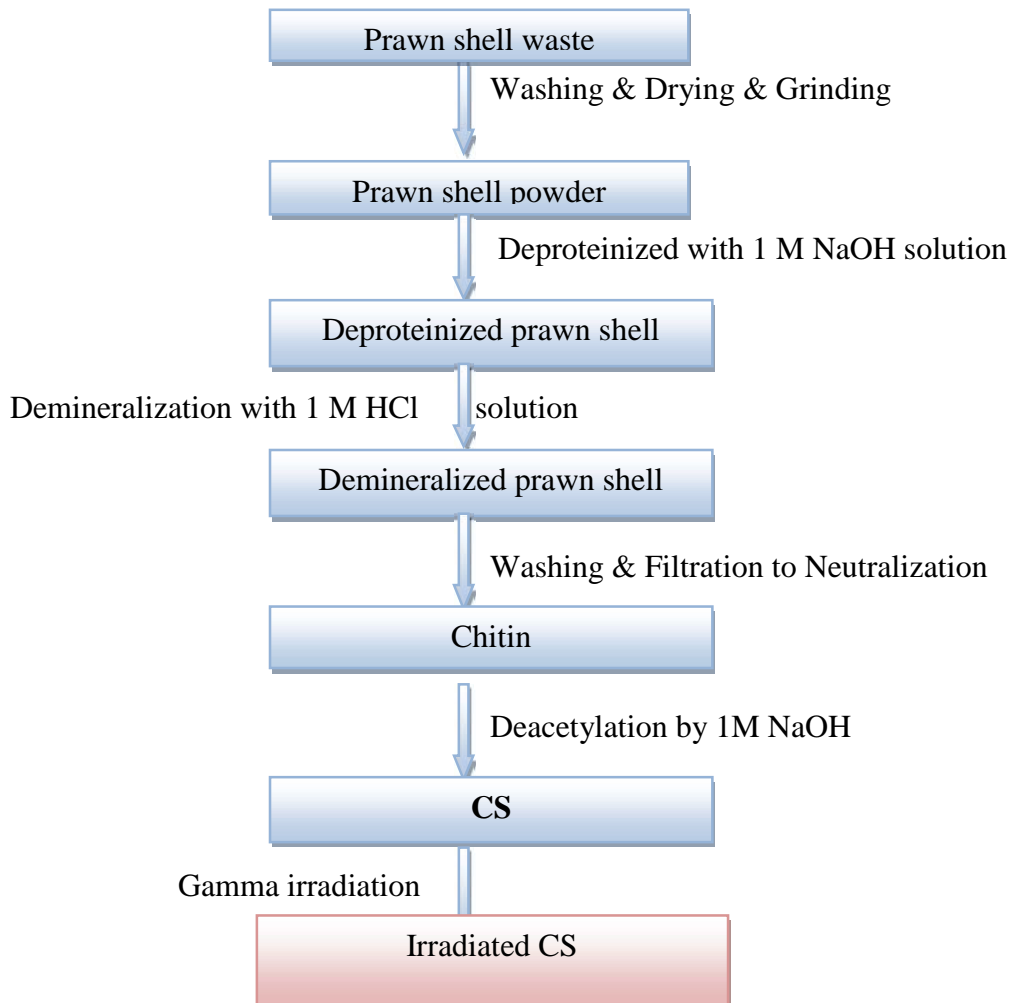 Prawn shell waste
Washing & Drying & Grinding
Prawn shell powder
Deproteinized with 1 M NaOH solution
Deproteinized prawn shell
Demineralization with 1 M HCl solution
Demineralized prawn shell
Washing & Filtration to Neutralization
Chitin
Deacetylation by 1M NaOH
CS
Gamma irradiation
Irradiated CS